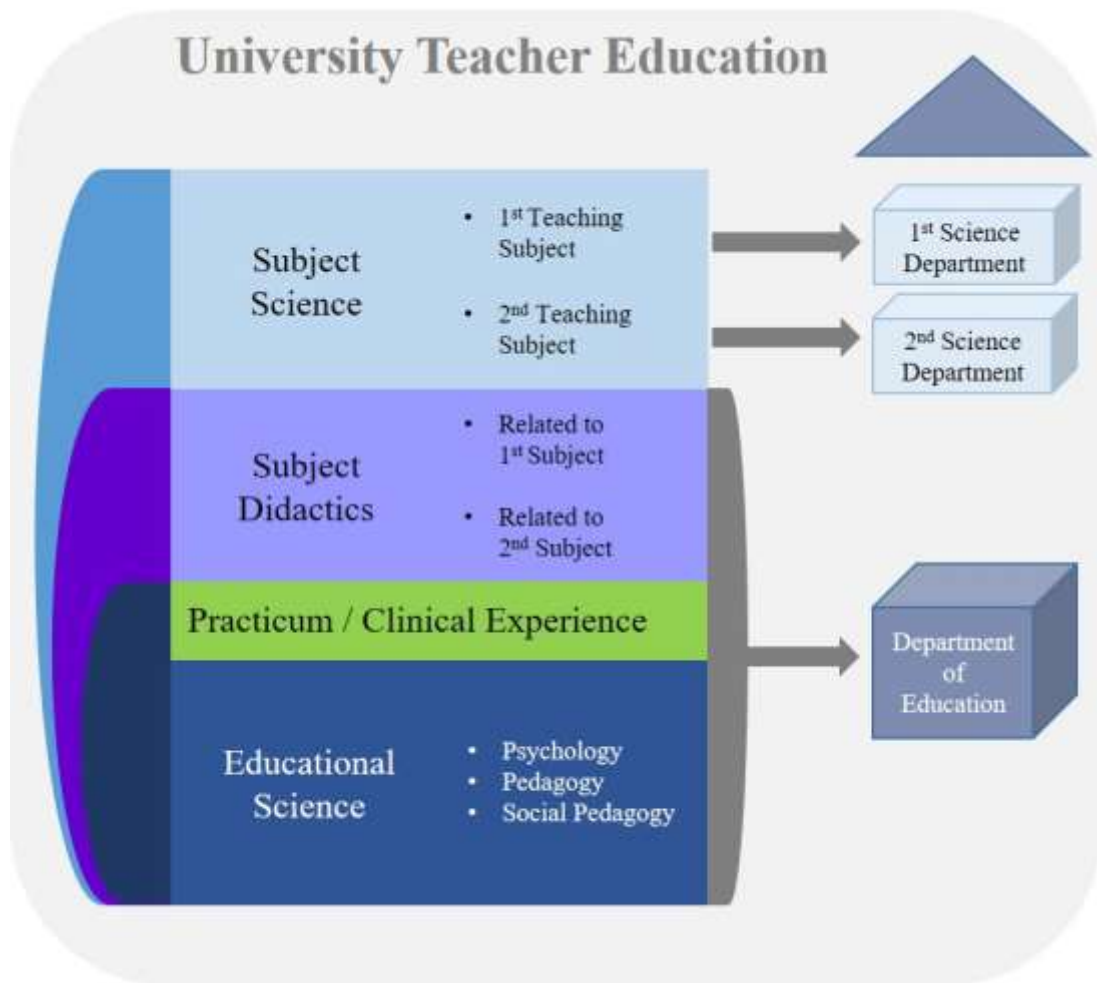 University Teacher Education
Subject
Science
• 1st Teaching
Subject
• 2nd Teaching
Subject
1st Science
Department
2nd Science
Department
Subject
Didactics
• Related to
1st Subject
• Related to
2nd Subject
Practicum / Clinical Experience
Educational
Science
• Psychology
• Pedagogy
• Social Pedagogy
Department
of
Education